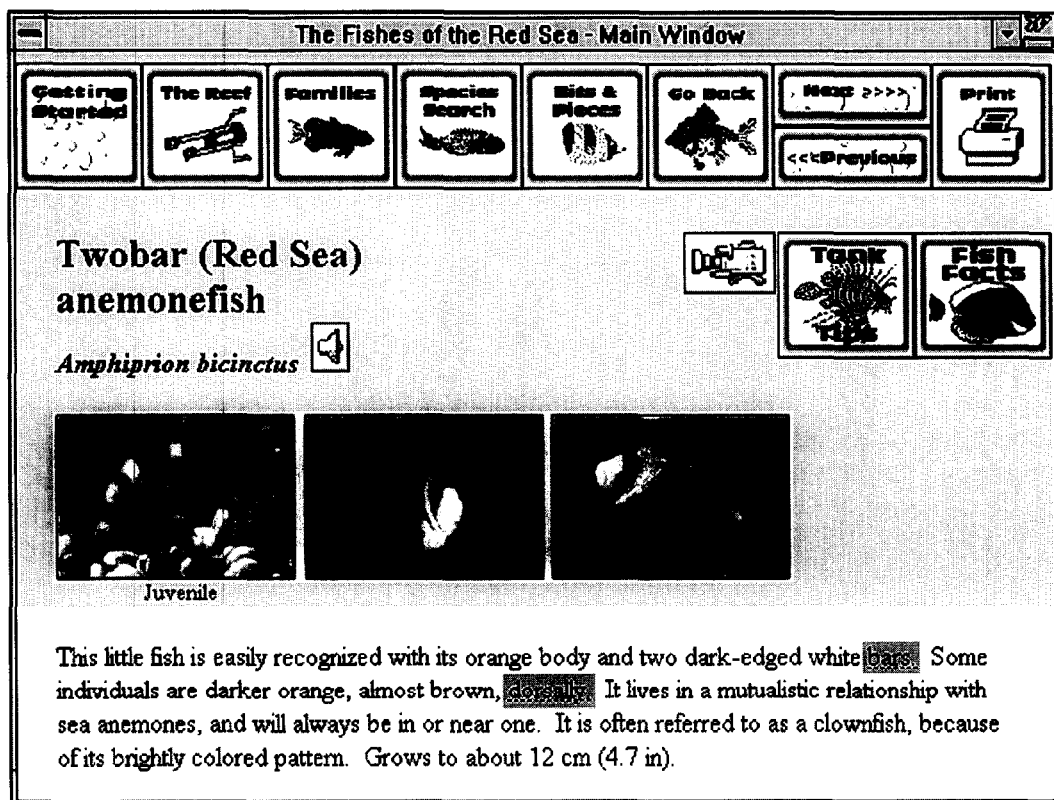 The Fishes of the Red Sea - Main Window
Getting
Started
The Reef
Families
Species
Search
Bits &
Pieces
Go Back
Next >>>>
<<<Previous
Print
Twobar (Red Sea)
anemonefish
Amphiprion bicinctus
Tank
Tips
Fish
Facts
Juvenile
This little fish is easily recognized with its orange body and two dark-edged white bars. Some
individuals are darker orange, almost brown, dorsally. It lives in a mutualistic relationship with
sea anemones, and will always be in or near one. It is often referred to as a clownfish, because
of its brightly colored pattern. Grows to about 12 cm (4.7 in).